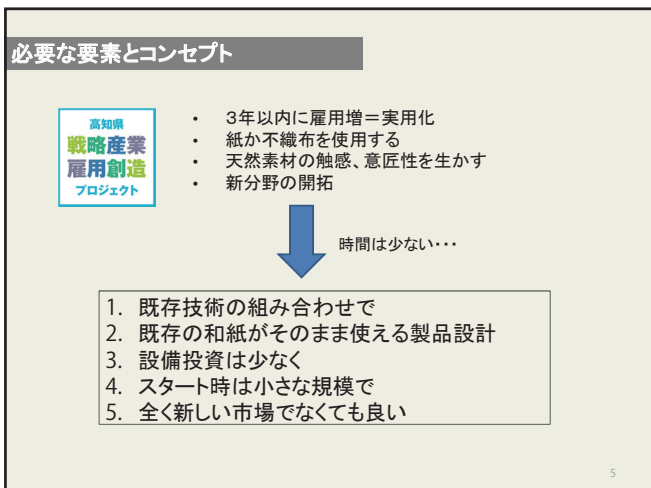 必要な要素とコンセプト
高知県
戦略産業
雇用創造
プロジェクト
• 3年以内に雇用増=実用化
• 紙か不織布を使用する
• 天然素材の触感、意匠性を生かす
• 新分野の開拓
時間は少ない・・・
1. 既存技術の組み合わせで
2. 既存の和紙がそのまま使える製品設計
3. 設備投資は少なく
4. スタート時は小さな規模で
5. 全く新しい市場でなくても良い
5